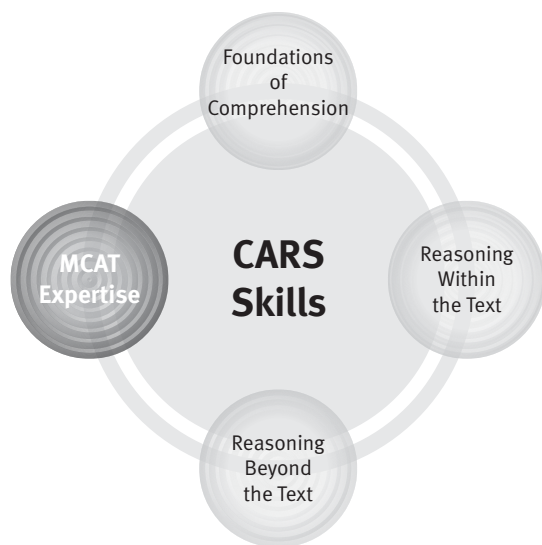 Foundations
of
Comprehension
MCAT
Expertise
CARS
Skills
Reasoning
Within
the Text
Reasoning
Beyond
the Text